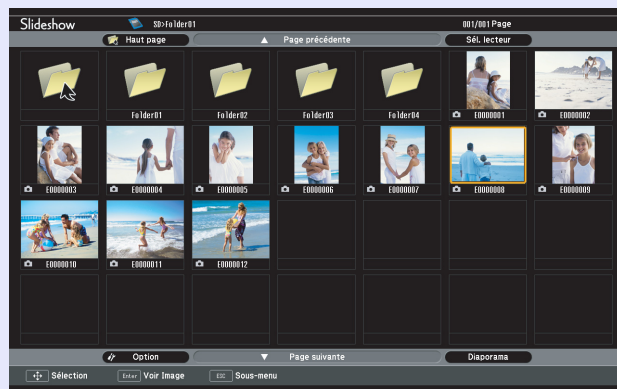 Slideshow SD>Folder01 001/001 Page
Haut page ▲ Page précédente Sél. lecteur
Folder01 Folder02 Folder03 Folder04 E0000001 E0000002
E0000003 E0000004 E0000005 E0000006 E0000007 E0000008 E0000009
E0000010 E0000011 E0000012
Option ▼ Page suivante Diaporama
Sélection Enter Voir Image ESC Sous-menu